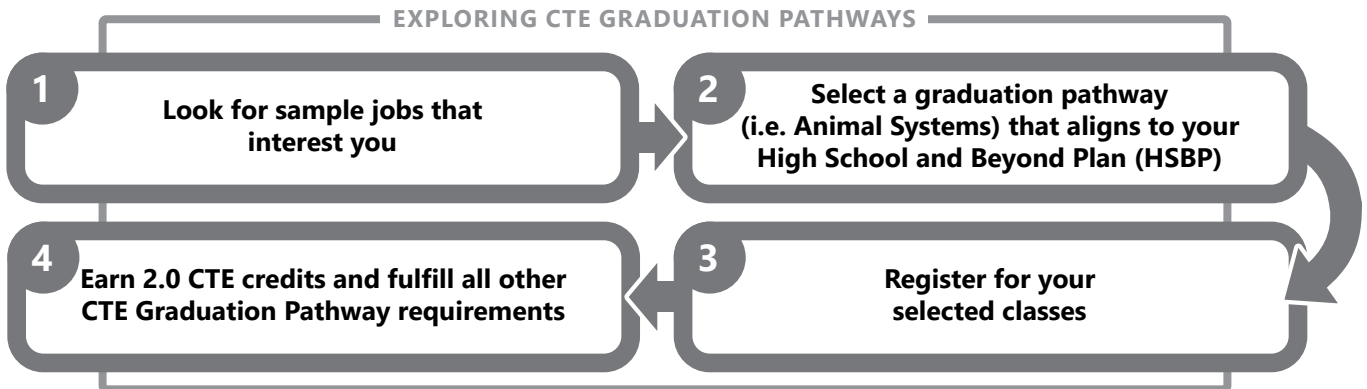 EXPLORING CTE GRADUATION PATHWAYS
1
Look for sample jobs that
interest you
2
Select a graduation pathway
(i.e. Animal Systems) that aligns to your
High School and Beyond Plan (HSBP)
3
Register for your
selected classes
4
Earn 2.0 CTE credits and fulfill all other
CTE Graduation Pathway requirements